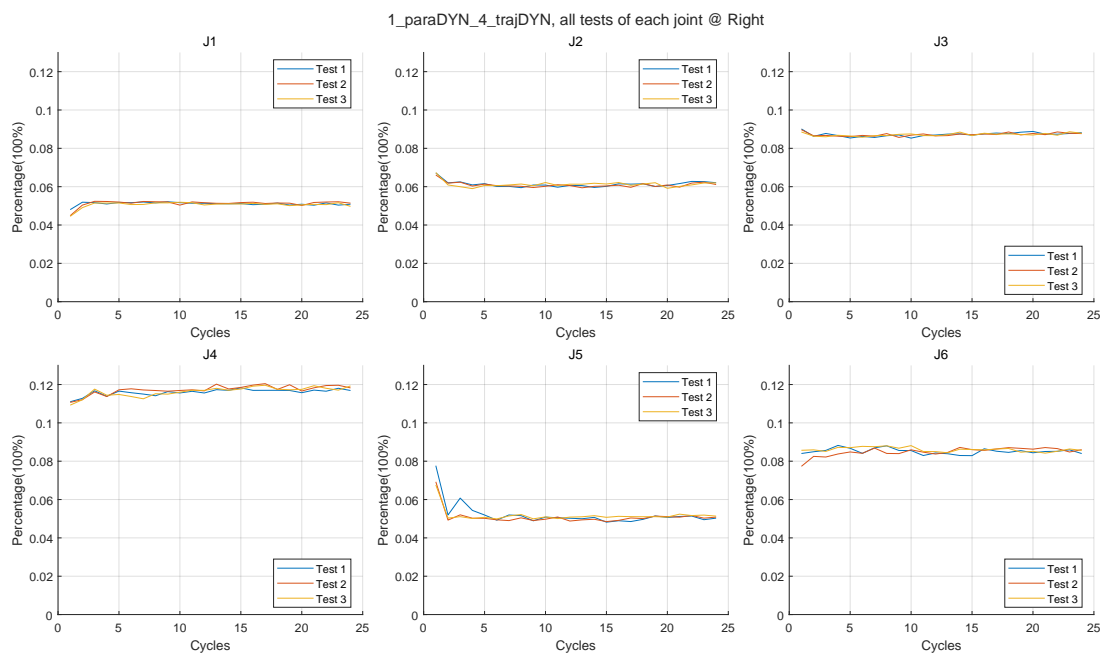 1_paraDYN_4_trajDYN, all tests of each joint @ Right
J1
0.12
0.1
0.08
0.06
0.04
0.02
0
Percentage(100%)
0 5 10 15 20 25
Cycles
Test 1
Test 2
Test 3
J2
0.12
0.1
0.08
0.06
0.04
0.02
0
Percentage(100%)
0 5 10 15 20 25
Cycles
Test 1
Test 2
Test 3
J3
0.12
0.1
0.08
0.06
0.04
0.02
0
Percentage(100%)
0 5 10 15 20 25
Cycles
Test 1
Test 2
Test 3
J4
0.12
0.1
0.08
0.06
0.04
0.02
0
Percentage(100%)
0 5 10 15 20 25
Cycles
Test 1
Test 2
Test 3
J5
0.12
0.1
0.08
0.06
0.04
0.02
0
Percentage(100%)
0 5 10 15 20 25
Cycles
Test 1
Test 2
Test 3
J6
0.12
0.1
0.08
0.06
0.04
0.02
0
Percentage(100%)
0 5 10 15 20 25
Cycles
Test 1
Test 2
Test 3